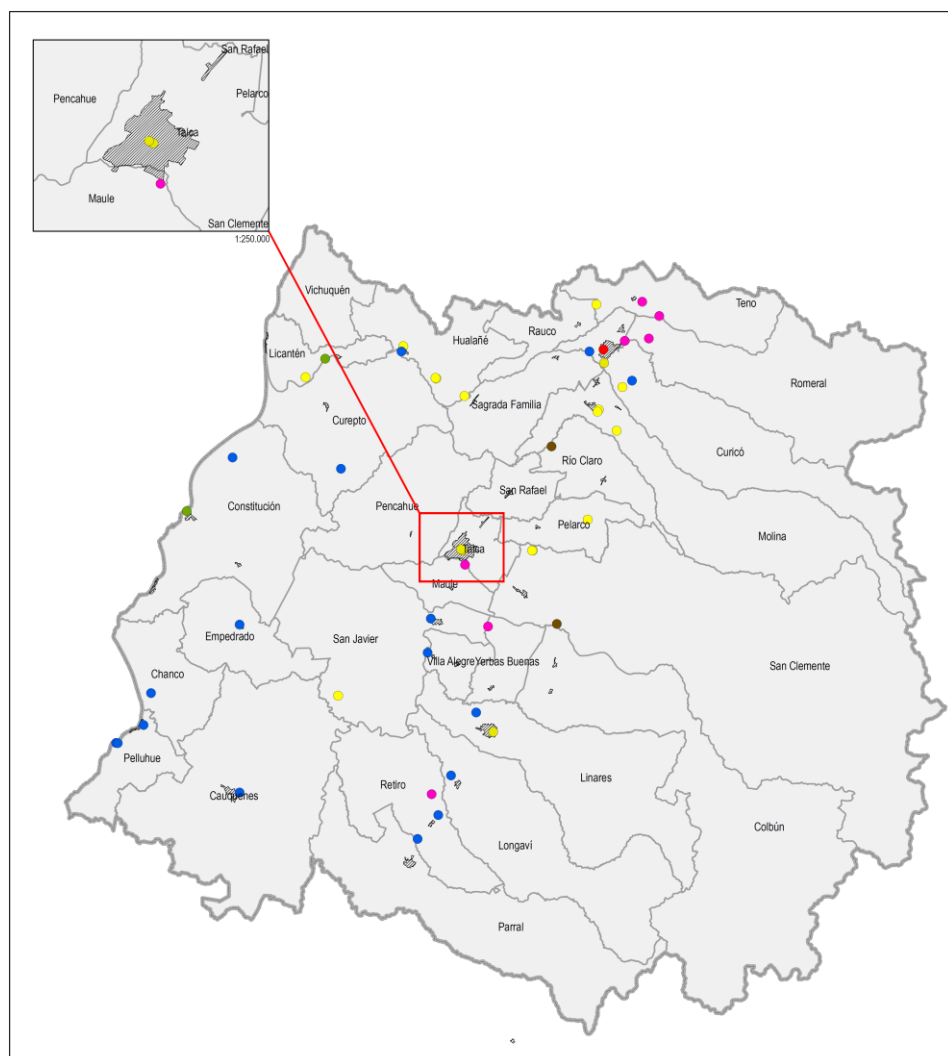 San Rafael
Pelarco
Pencahue
Talca
Maule
San Clemente
1:250.000
Vichuquén
Teno
Rauco
Hualañé
Licantén
Romeral
Sagrada Familia
Curepto
Curicó
Río Claro
San Rafael
Constitución
Pencahue
Pelarco
Molina
Talca
Maule
Empedrado
San Javier
Villa Alegre
Yerbas Buenas
San Clemente
Chanco
Pelluhue
Linares
Retiro
Cauquenes
Colbún
Longaví
Parral